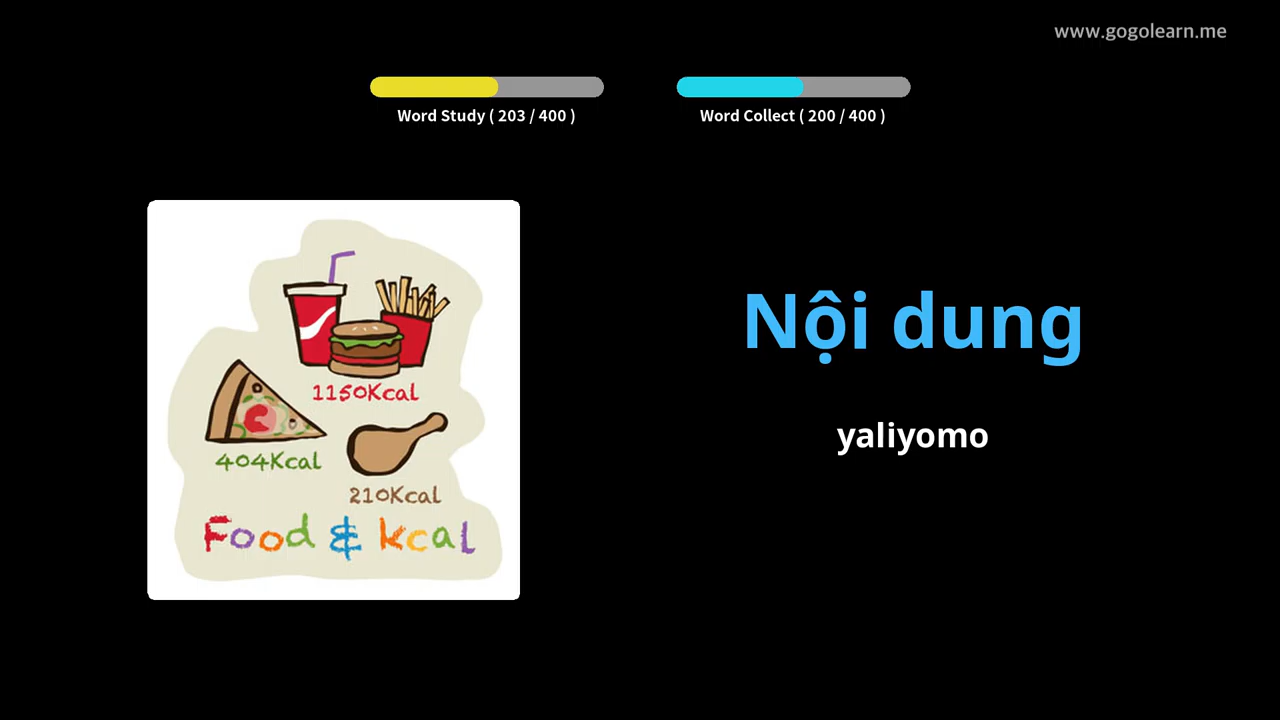 www.gogolearn.me
Word Study ( 203 / 400 )
Word Collect ( 200 / 400 )
1150Kcal
404Kcal
210Kcal
Food & kcal
Nội dung
yaliyomo